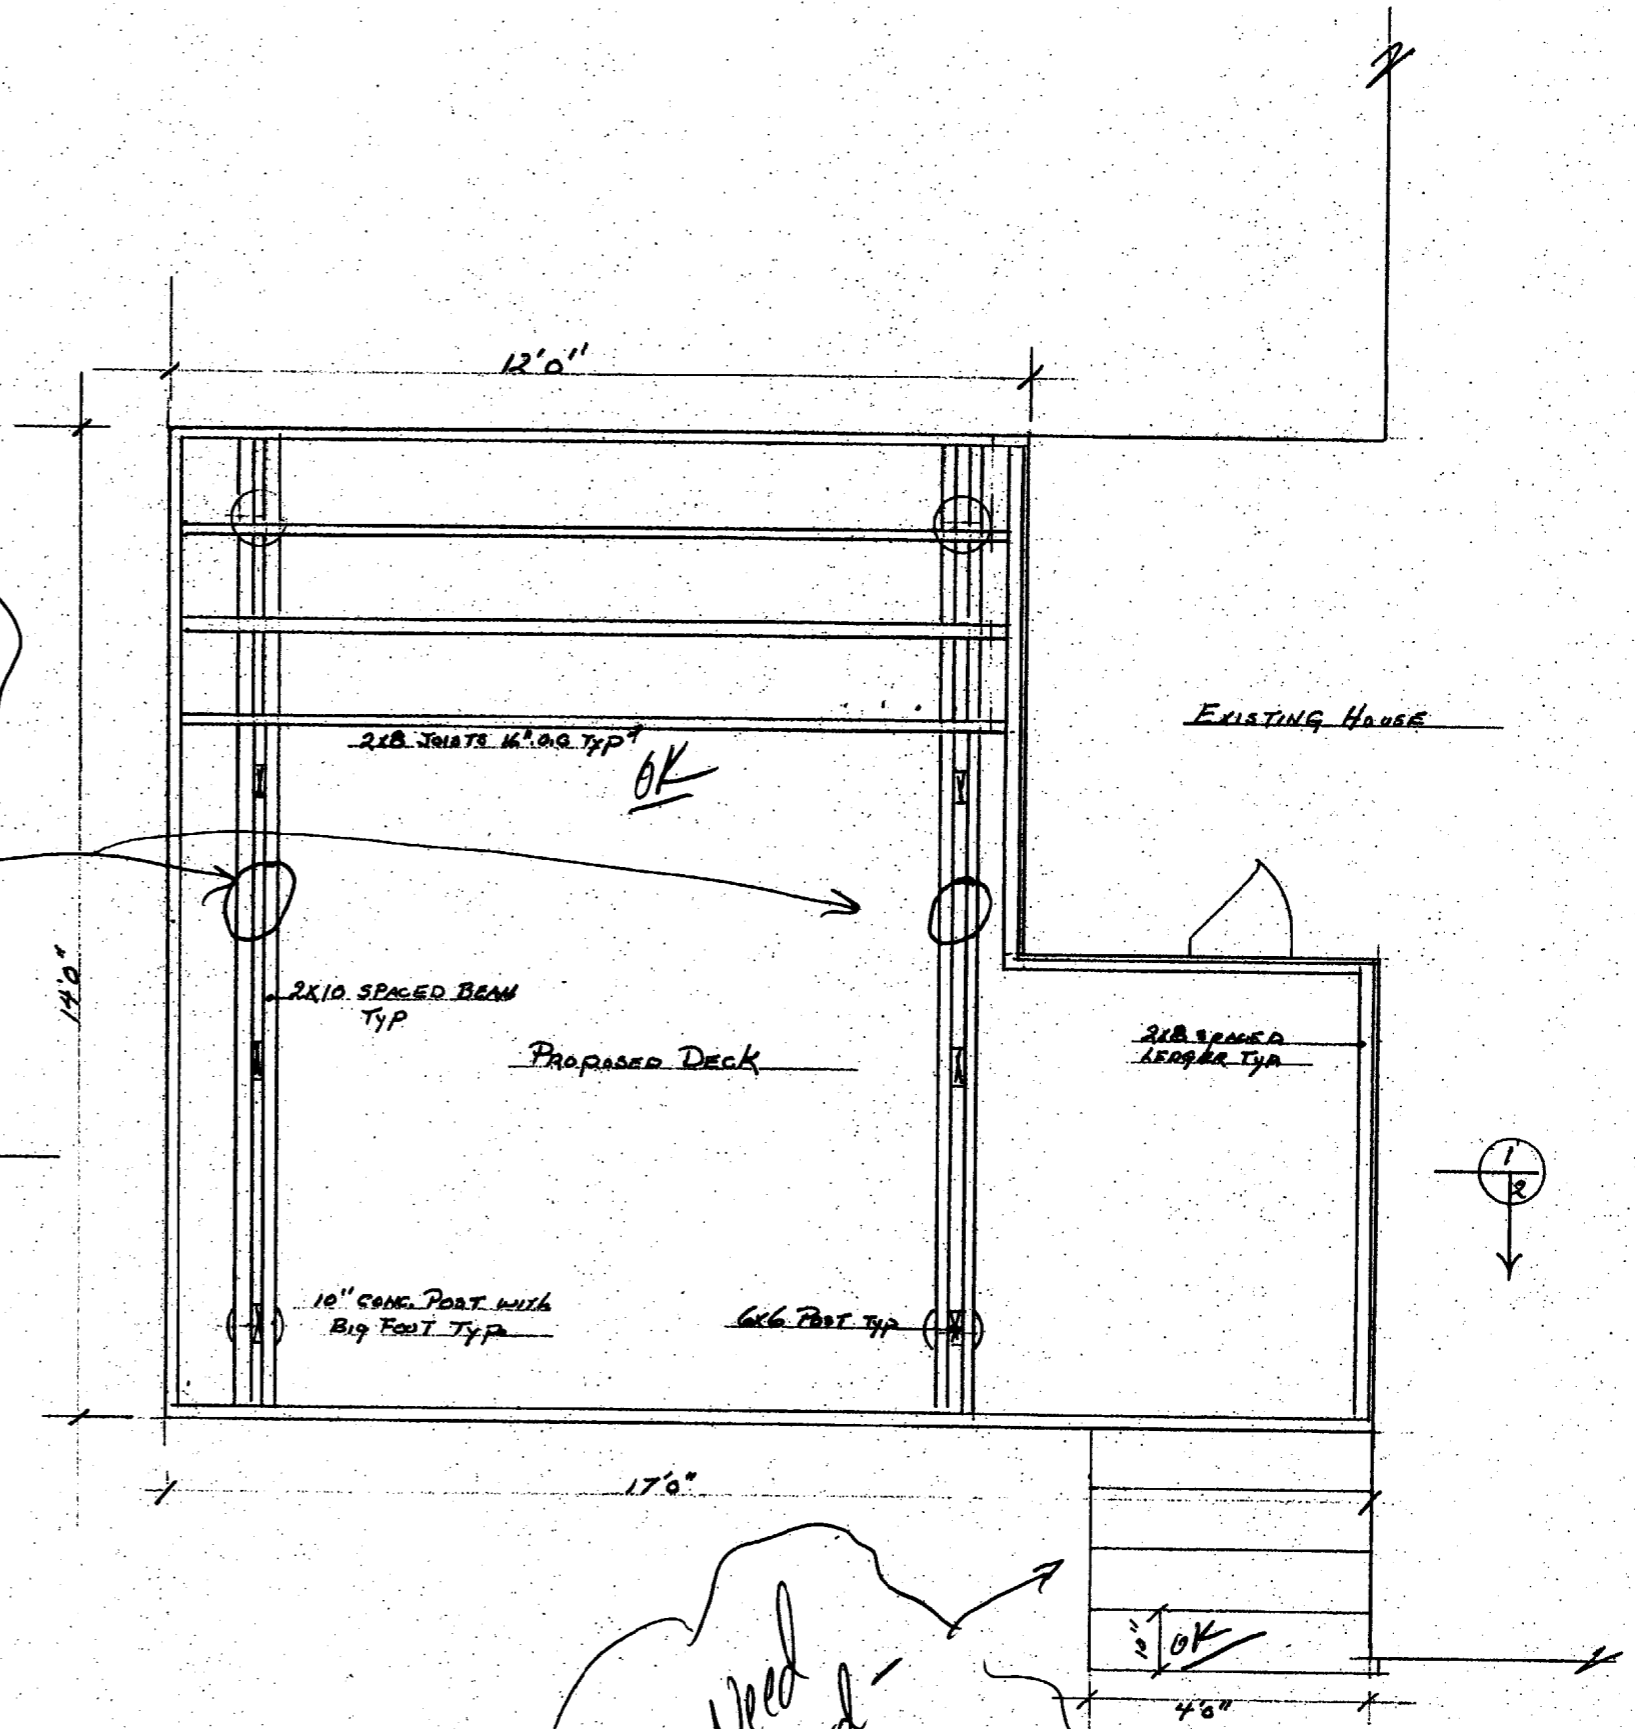 12'0"
2X8 JOISTS 16" O.C TYP
OK
EXISTING HOUSE
14'0"
2X10 SPACED BEAM
TYP
PROPOSED DECK
2X8 SPACED
LEDGER TYP
1
2
10" CONC. POST WITH
BIG FOOT TYP
6X6 POST TYP
17'0"
10"
OK
Need
4'0"